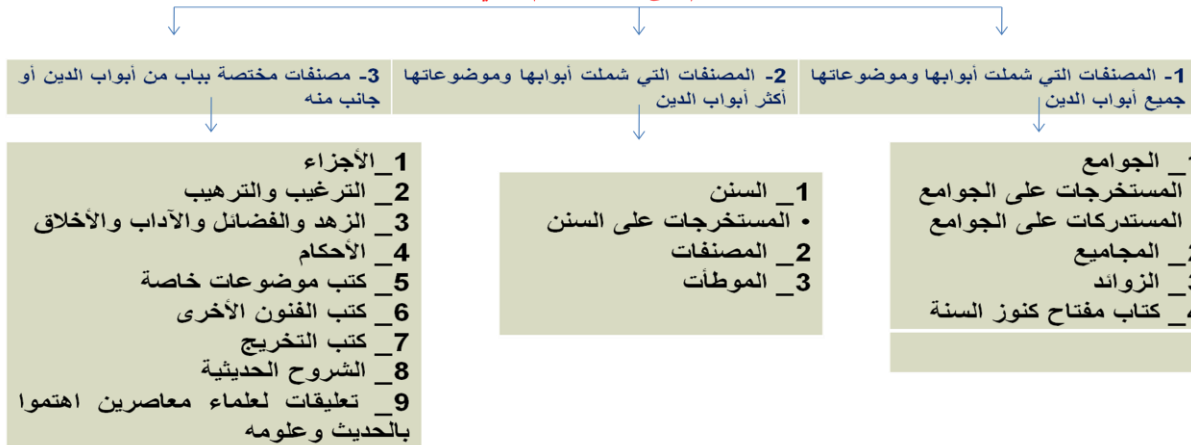 1- المصنفات التي شملت أبوابها وموضوعاتها
جميع أبواب الدين
2- المصنفات التي شملت أبوابها وموضوعاتها
أكثر أبواب الدين
3- مصنفات مختصة بباب من أبواب الدين أو
جانب منه
_ الجوامع
المستخرجات على الجوامع
المستدركات على الجوامع
2_ المجاميع
3_ الزوائد
4_ كتاب مفتاح كنوز السنة
1_ السنن
• المستخرجات على السنن
2_ المصنفات
3_ الموطأت
1_ الأجزاء
2_ الترغيب والترهيب
3_ الزهد والفضائل والآداب والأخلاق
4_ الأحكام
5_ كتب موضوعات خاصة
6_ كتب الفنون الأخرى
7_ كتب التخريج
8_ الشروح الحديثية
9_ تعليقات لعلماء معاصرين اهتموا
بالحديث وعلومه